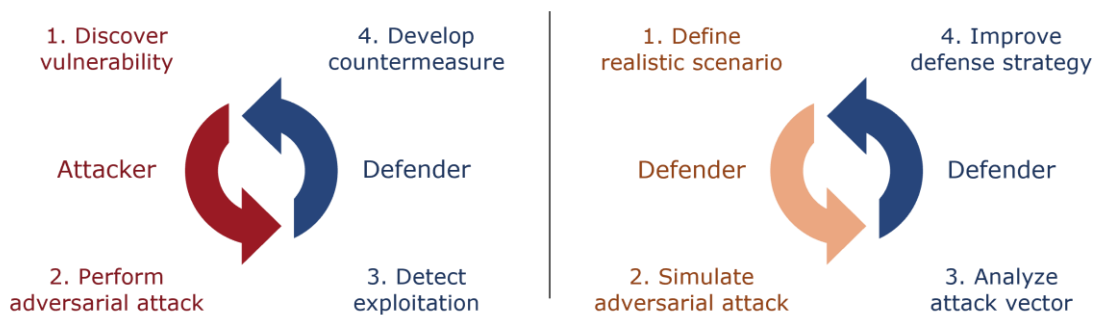 1. Discover
vulnerability
4. Develop
countermeasure
Attacker
Defender
2. Perform
adversarial attack
3. Detect
exploitation
1. Define
realistic scenario
4. Improve
defense strategy
Defender
Defender
2. Simulate
adversarial attack
3. Analyze
attack vector